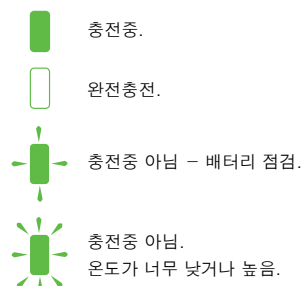 충전중.
완전충전.
충전중 아님 – 배터리 점검.
충전중 아님.
온도가 너무 낮거나 높음.